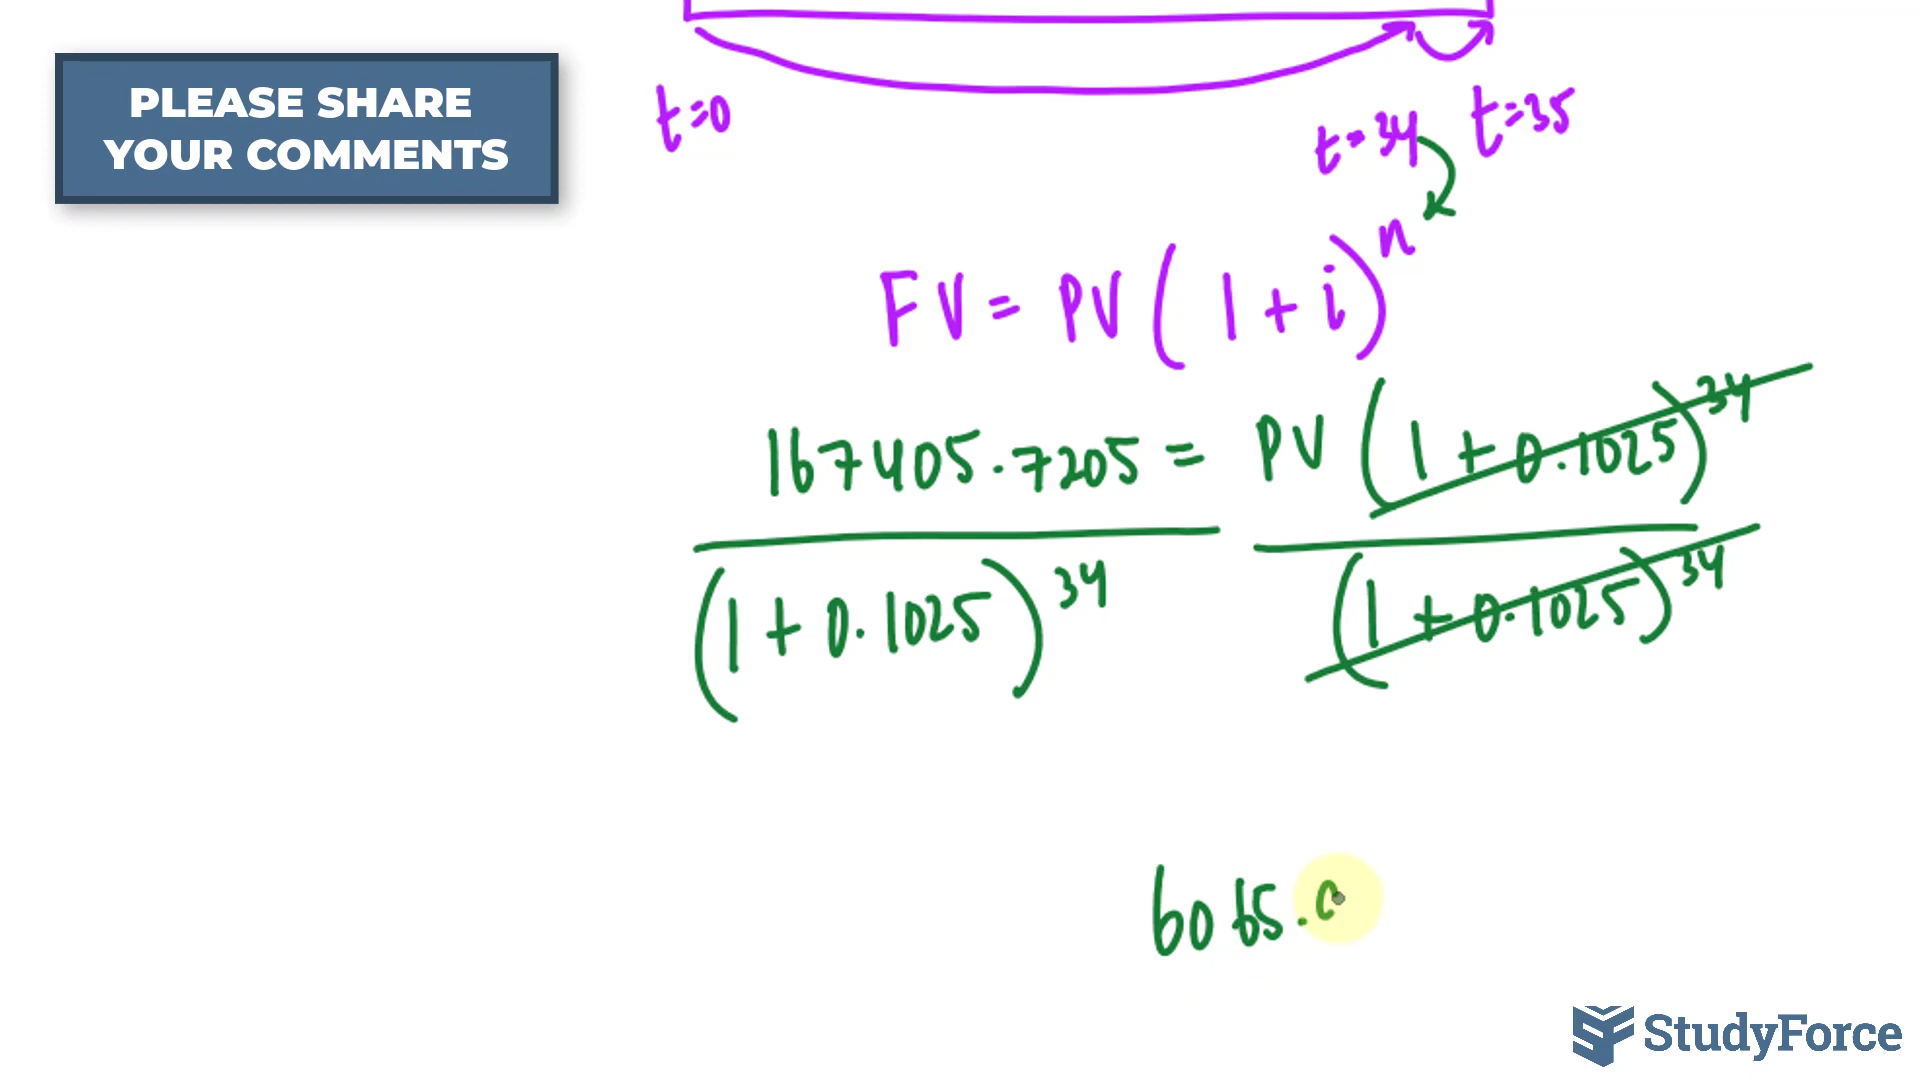 PLEASE SHARE
YOUR COMMENTS
t=0
t=34
t=35
FV = PV(1+i)^n
167405.7205 = PV(1+0.1025)^34
(1+0.1025)^34 (1+0.1025)^34
6065.0
StudyForce